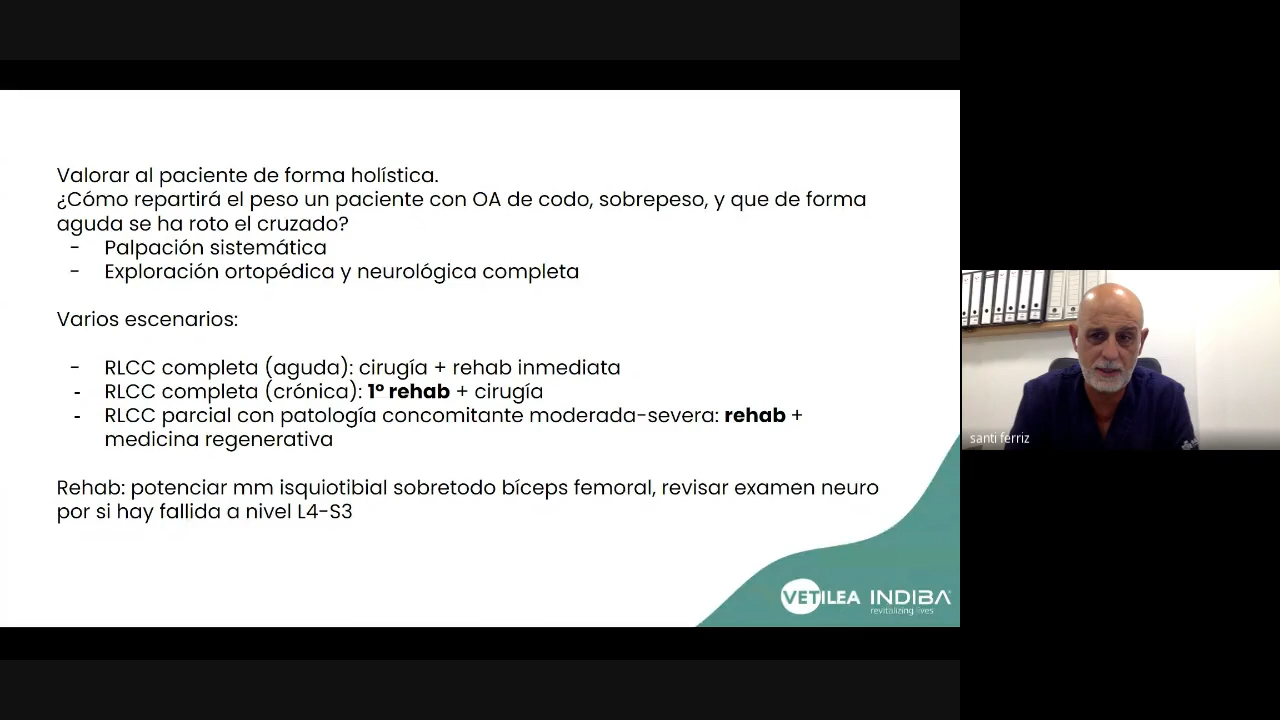 Valorar al paciente de forma holística.
¿Cómo repartirá el peso un paciente con OA de codo, sobrepeso, y que de forma
aguda se ha roto el cruzado?
- Palpación sistemática
- Exploración ortopédica y neurológica completa
Varios escenarios:
- RLCC completa (aguda): cirugía + rehab inmediata
- RLCC completa (crónica): 1º rehab + cirugía
- RLCC parcial con patología concomitante moderada-severa: rehab +
medicina regenerativa
Rehab: potenciar mm isquiotibial sobretodo bíceps femoral, revisar examen neuro
por si hay fallida a nivel L4-S3
VETILEA INDIBA
revitalizing lives
santi ferriz